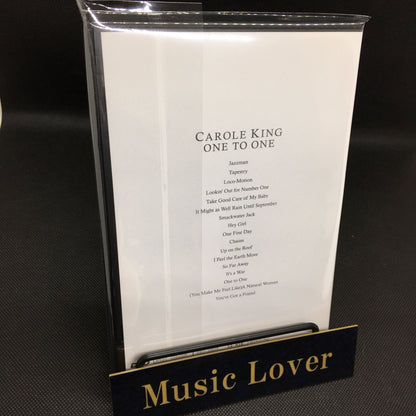 CAROLE KING
ONE TO ONE
Jazzman
Tapestry
Loco-Motion
Lookin' Out for Number One
Take Good Care of My Baby
It Might as Well Rain Until September
Smackwater Jack
Hey Girl
One Fine Day
Chains
Up on the Roof
I Feel the Earth Move
So Far Away
It's a War
One to One
(You Make Me Feel Like)A Natural Woman
You've Got a Friend
Music Lover